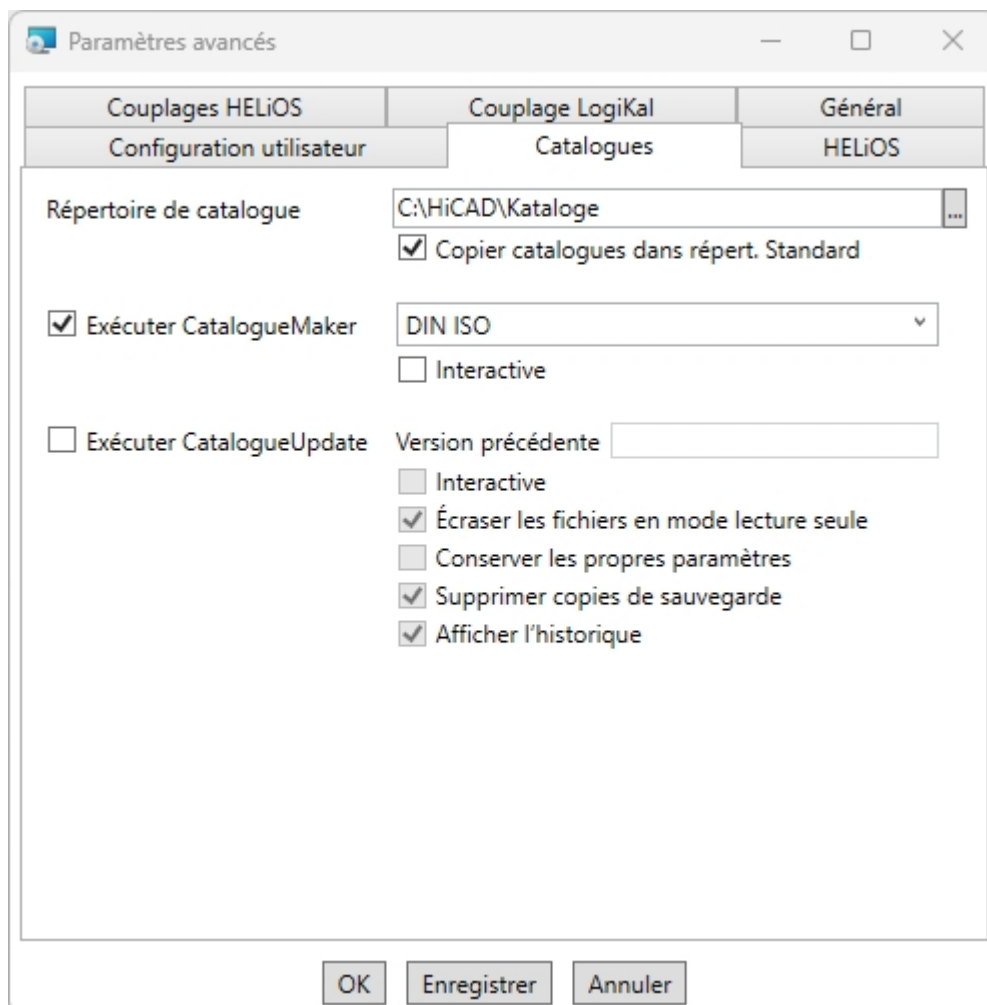 Paramètres avancés
Couplages HELiOS
Couplage LogiKal
Général
Configuration utilisateur
Catalogues
HELiOS
Répertoire de catalogue
C:\HiCAD\Kataloge
...
Copier catalogues dans répert. Standard
Exécuter CatalogueMaker
DIN ISO
Interactive
Exécuter CatalogueUpdate
Version précédente
Interactive
Écraser les fichiers en mode lecture seule
Conserver les propres paramètres
Supprimer copies de sauvegarde
Afficher l'historique
OK
Enregistrer
Annuler